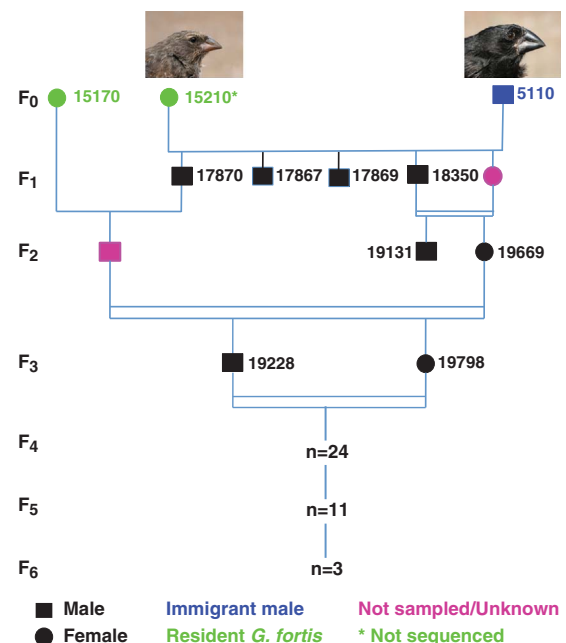 F0 15170 15210* 5110
F1 17870 17867 17869 18350
F2 19131 19669
F3 19228 19798
F4 n=24
F5 n=11
F6 n=3
Male Immigrant male Not sampled/Unknown
Female Resident G. fortis * Not sequenced